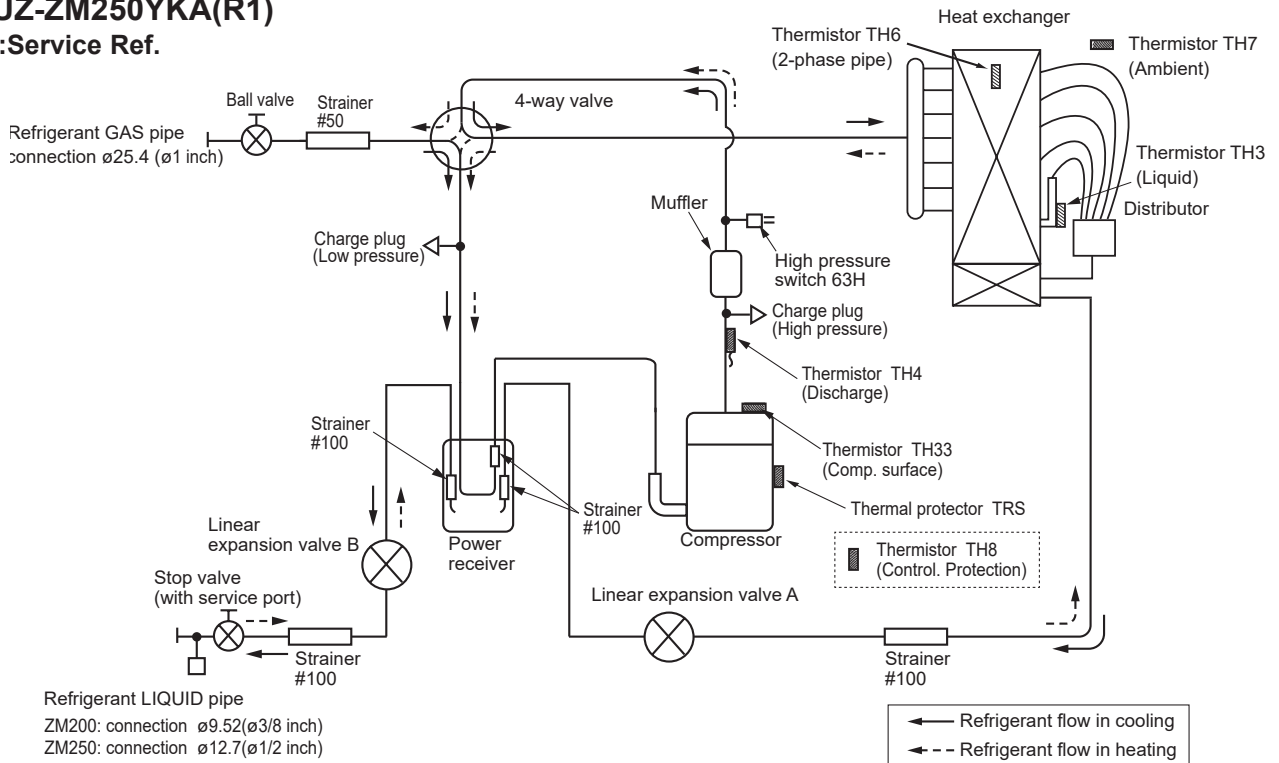 UZ-ZM250YKA(R1)
:Service Ref.
Heat exchanger
Thermistor TH6
(2-phase pipe)
Thermistor TH7
(Ambient)
Ball valve
Strainer
#50
4-way valve
Refrigerant GAS pipe
connection ø25.4 (ø1 inch)
Thermistor TH3
(Liquid)
Distributor
Muffler
Charge plug
(Low pressure)
High pressure
switch 63H
Charge plug
(High pressure)
Thermistor TH4
(Discharge)
Strainer
#100
Thermistor TH33
(Comp. surface)
Strainer
#100
Thermal protector TRS
Linear
expansion valve B
Power
receiver
Compressor
Thermistor TH8
(Control. Protection)
Stop valve
(with service port)
Linear expansion valve A
Strainer
#100
Strainer
#100
Refrigerant LIQUID pipe
ZM200: connection ø9.52(ø3/8 inch)
ZM250: connection ø12.7(ø1/2 inch)
Refrigerant flow in cooling
Refrigerant flow in heating